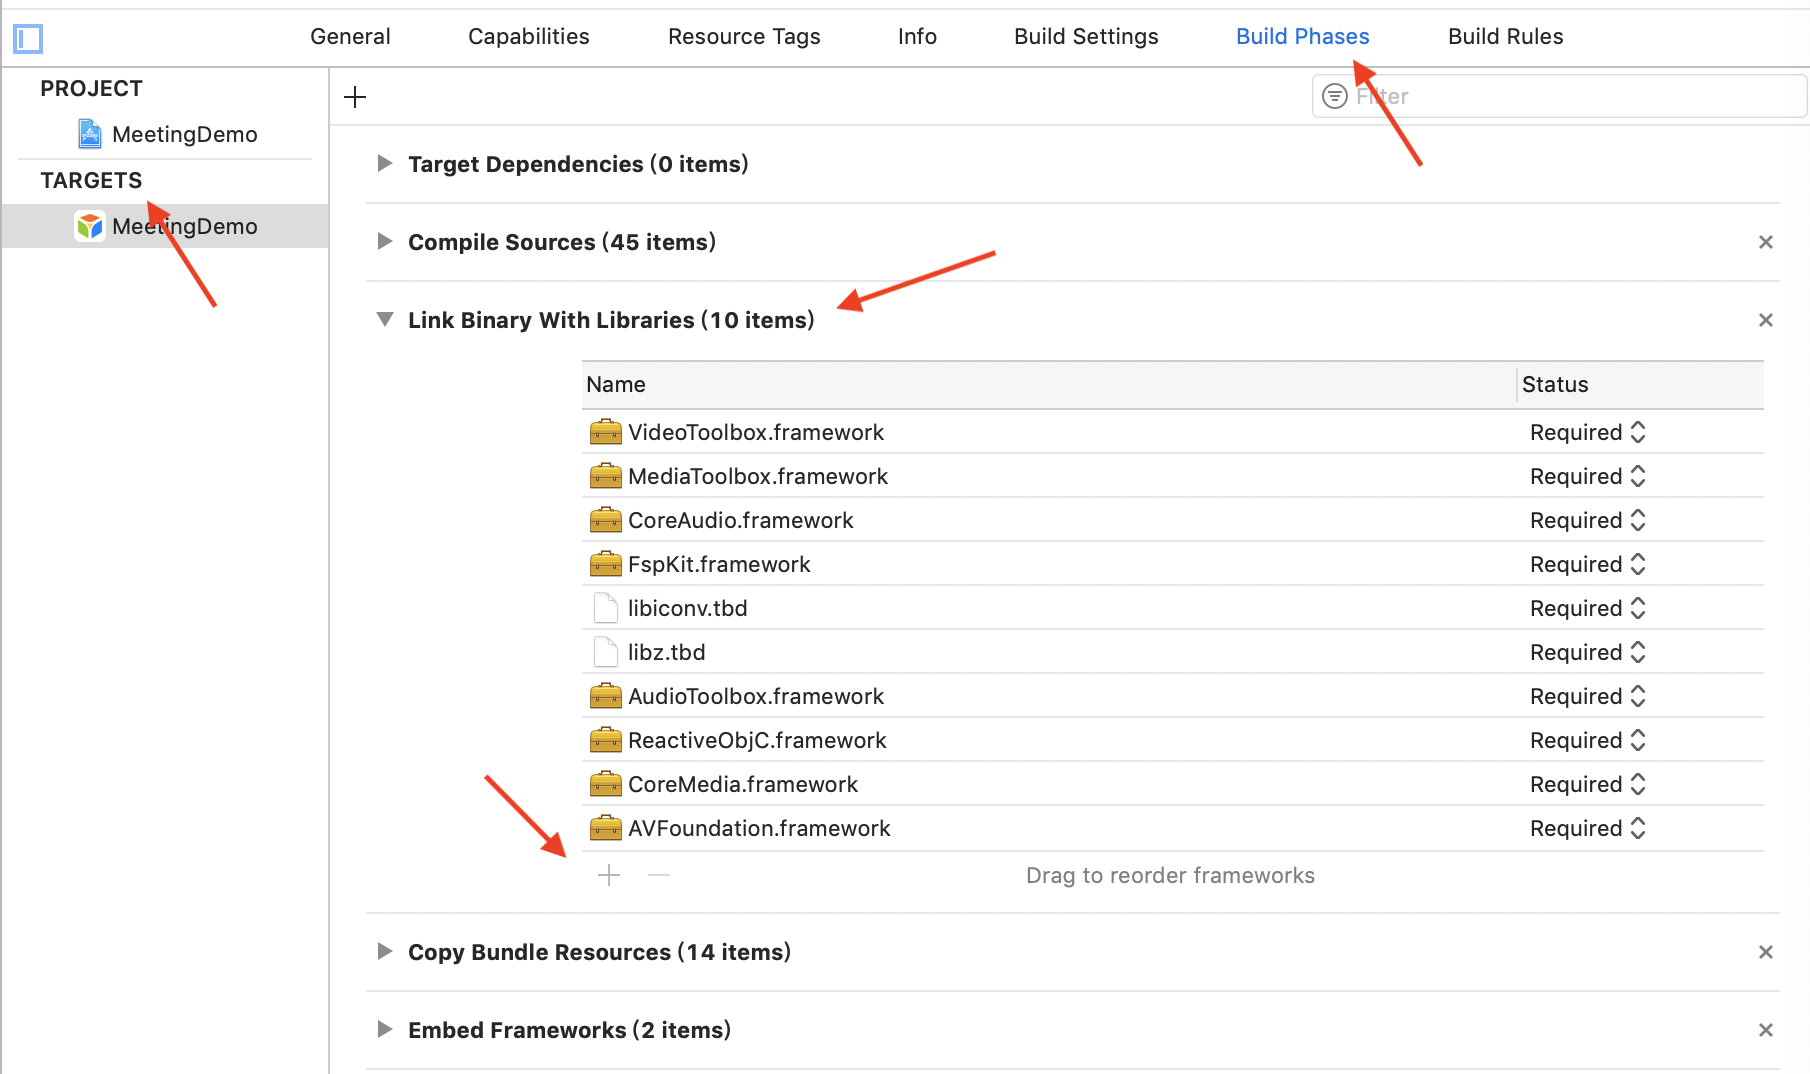 General Capabilities Resource Tags Info Build Settings Build Phases Build Rules
PROJECT
MeetingDemo
TARGETS
MeetingDemo
Filter
Target Dependencies (0 items)
Compile Sources (45 items)
Link Binary With Libraries (10 items)
Name Status
VideoToolbox.framework Required
MediaToolbox.framework Required
CoreAudio.framework Required
FspKit.framework Required
libiconv.tbd Required
libz.tbd Required
AudioToolbox.framework Required
ReactiveObjC.framework Required
CoreMedia.framework Required
AVFoundation.framework Required
Drag to reorder frameworks
Copy Bundle Resources (14 items)
Embed Frameworks (2 items)